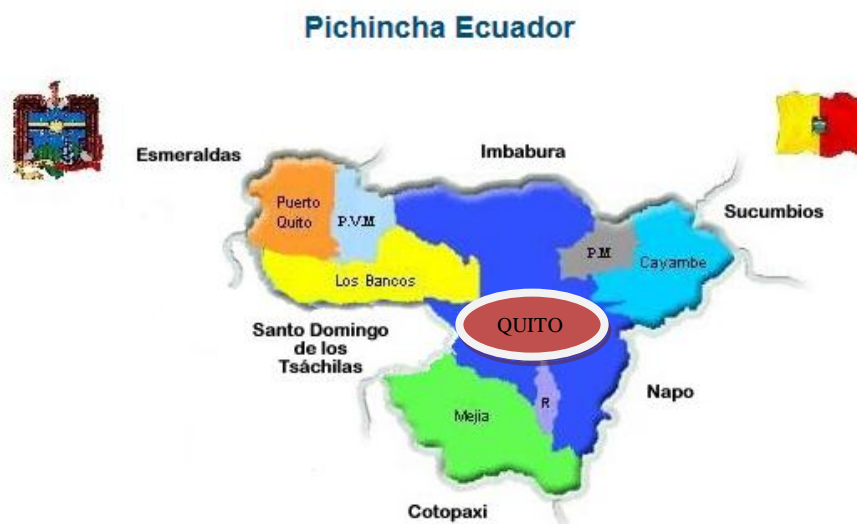 Pichincha Ecuador
Esmeraldas
Imbabura
Sucumbios
Puerto
Quito
P.V.M
P.M
Cayambe
Los Bancos
QUITO
Santo Domingo
de los
Tsáchilas
Napo
R
Mejia
Cotopaxi